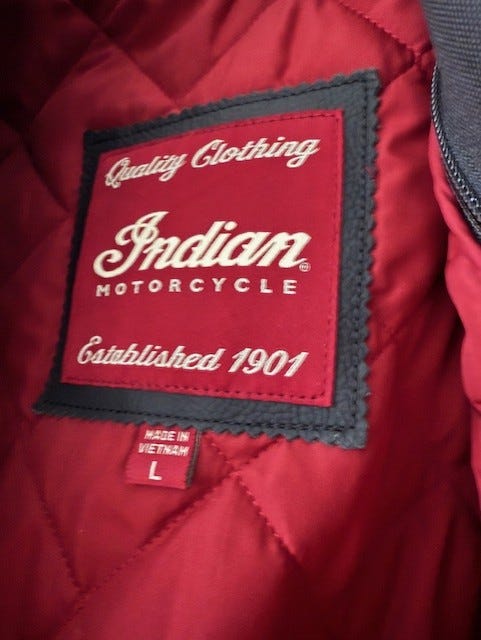 Quality Clothing
Indian®
MOTORCYCLE
Established 1901
MADE IN
VIETNAM
L